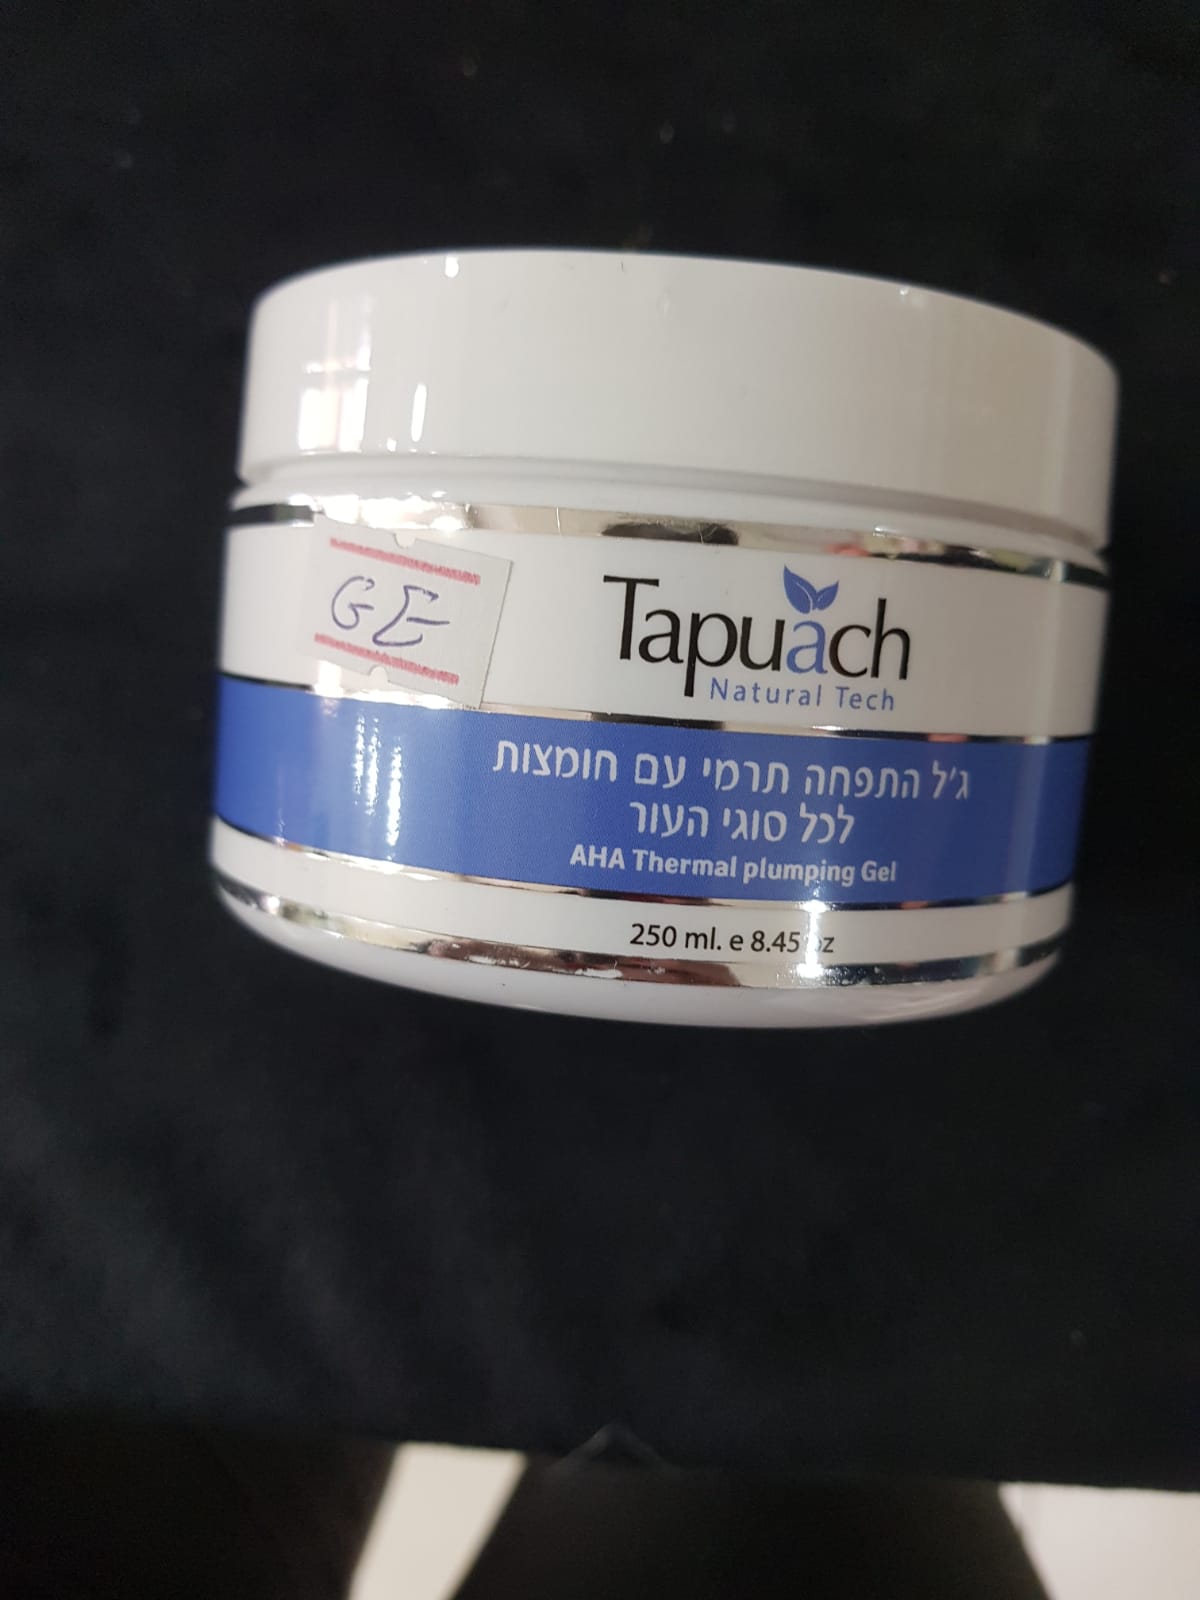 GE
Tapuach
Natural Tech
ג'ל התפחה תרמי עם חומצות
לכל סוגי העור
AHA Thermal plumping Gel
250 ml. e 8.45 oz